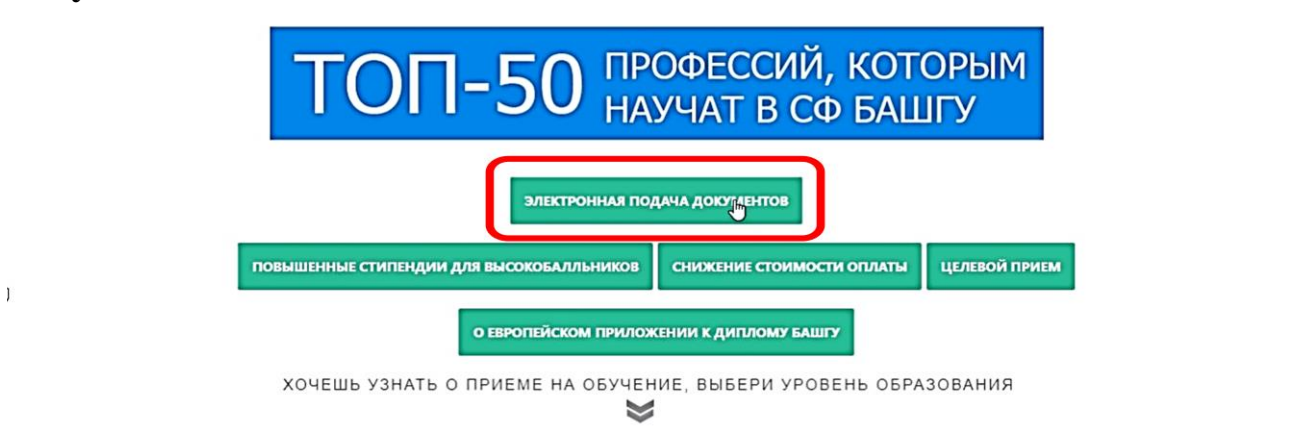 ТОП-50 ПРОФЕССИЙ, КОТОРЫМ
НАУЧАТ В СФ БАШГУ
ЭЛЕКТРОННАЯ ПОДАЧА ДОКУМЕНТОВ
ПОВЫШЕННЫЕ СТИПЕНДИИ ДЛЯ ВЫСОКОБАЛЛЬНИКОВ СНИЖЕНИЕ СТОИМОСТИ ОПЛАТЫ ЦЕЛЕВОЙ ПРИЕМ
О ЕВРОПЕЙСКОМ ПРИЛОЖЕНИИ К ДИПЛОМУ БАШГУ
ХОЧЕШЬ УЗНАТЬ О ПРИЕМЕ НА ОБУЧЕНИЕ, ВЫБЕРИ УРОВЕНЬ ОБРАЗОВАНИЯ